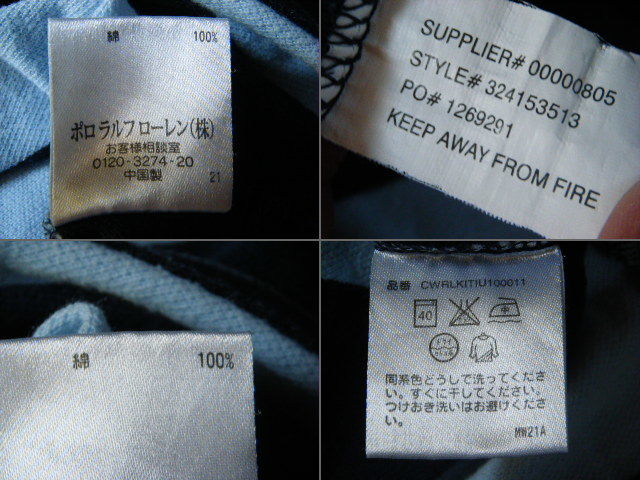 綿 100%
ポロ ラルフ ローレン(株)
お客様相談室
0120-3274-20
中国製 21
SUPPLIER# 00000805
STYLE# 324153513
PO# 1269291
KEEP AWAY FROM FIRE
綿 100%
品番 CWRLKITIU100011
40
同系色どうしで洗ってくださ
い。すぐに干してください。
つけおき洗いはお避けくださ
い。
MW21A